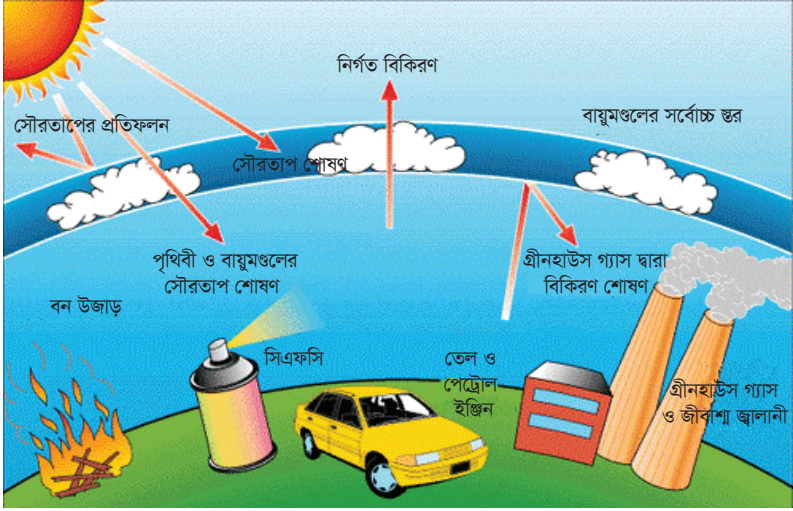 নির্গত বিকিরণ
সৌরতাপের প্রতিফলন
বায়ুমণ্ডলের সর্বোচ্চ স্তর
সৌরতাপ শোষণ
পৃথিবী ও বায়ুমণ্ডলের
সৌরতাপ শোষণ
গ্রীনহাউস গ্যাস দ্বারা
বিকিরণ শোষণ
বন উজাড়
সিএফসি
তেল ও
পেট্রোল
ইঞ্জিন
গ্রীনহাউস গ্যাস
ও জীবাশ্ম জ্বালানী